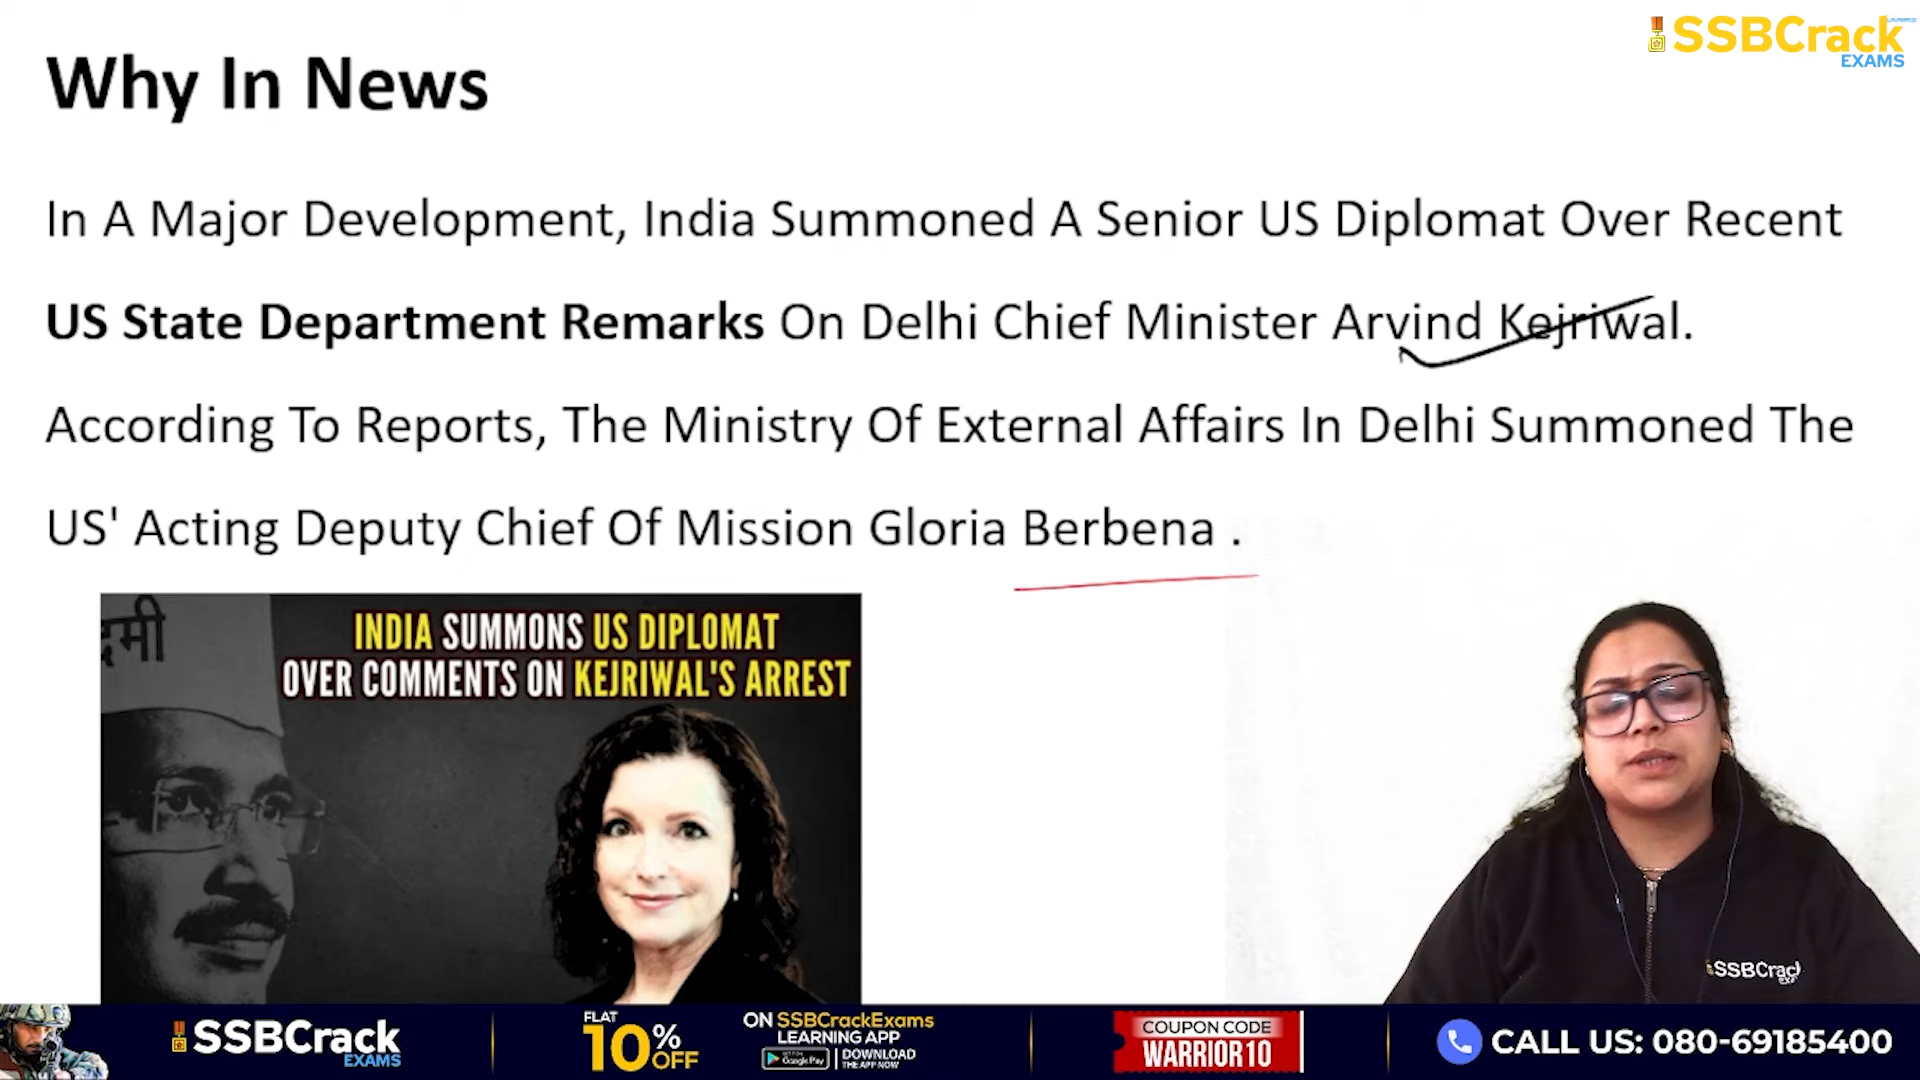 SSBCrack
EXAMS
Why In News
In A Major Development, India Summoned A Senior US Diplomat Over Recent
US State Department Remarks On Delhi Chief Minister Arvind Kejriwal.
According To Reports, The Ministry Of External Affairs In Delhi Summoned The
US' Acting Deputy Chief Of Mission Gloria Berbena .
दमी
INDIA SUMMONS US DIPLOMAT
OVER COMMENTS ON KEJRIWAL'S ARREST
SSBCrack
SSBCrack
EXAMS
FLAT
10%
OFF
ON SSBCrackExams
LEARNING APP
Google Play
DOWNLOAD
THE APP NOW
COUPON CODE
WARRIOR10
CALL US: 080-69185400